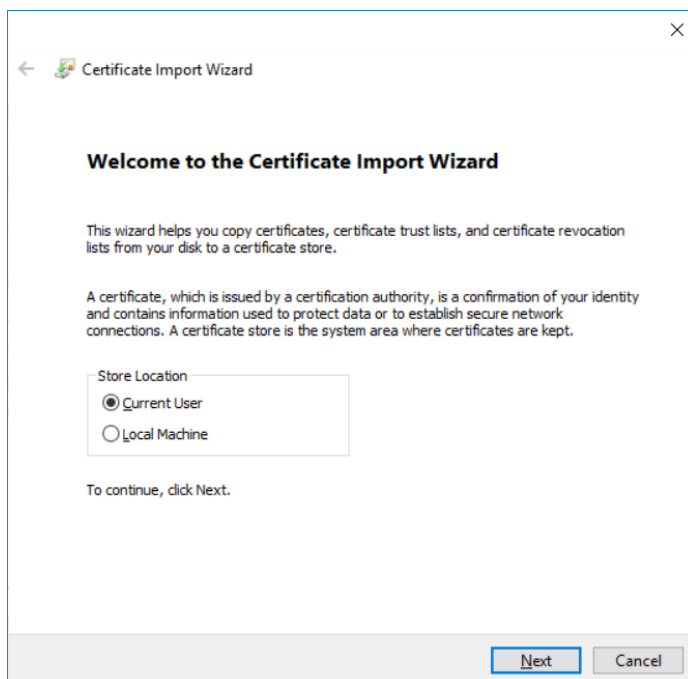 Certificate Import Wizard
Welcome to the Certificate Import Wizard
This wizard helps you copy certificates, certificate trust lists, and certificate revocation
lists from your disk to a certificate store.
A certificate, which is issued by a certification authority, is a confirmation of your identity
and contains information used to protect data or to establish secure network
connections. A certificate store is the system area where certificates are kept.
Store Location
Current User
Local Machine
To continue, click Next.
Next
Cancel